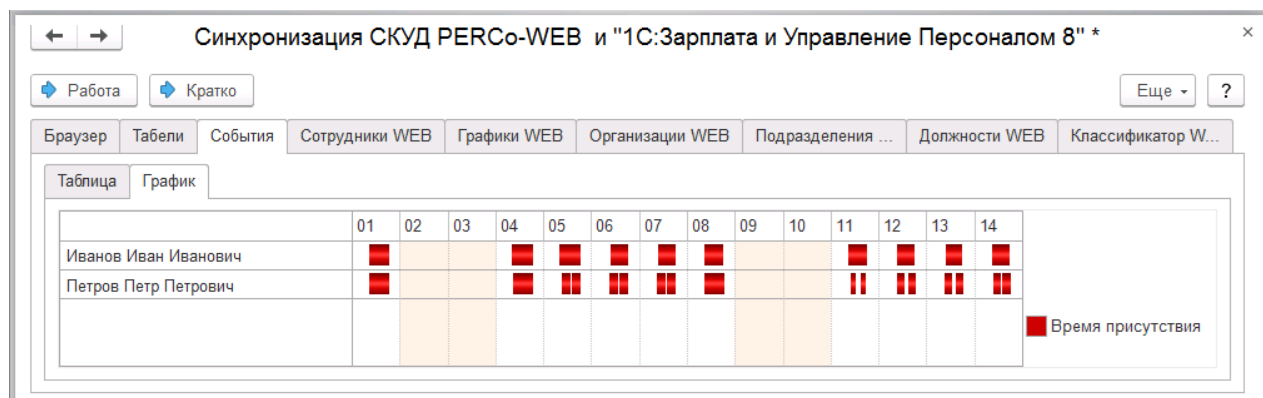 Синхронизация СКУД PERCo-WEB и "1С:Зарплата и Управление Персоналом 8" *
Работа Кратко Еще ?
Браузер Табели События Сотрудники WEB Графики WEB Организации WEB Подразделения ... Должности WEB Классификатор W...
Таблица График
01 02 03 04 05 06 07 08 09 10 11 12 13 14
Иванов Иван Иванович
Петров Петр Петрович
Время присутствия